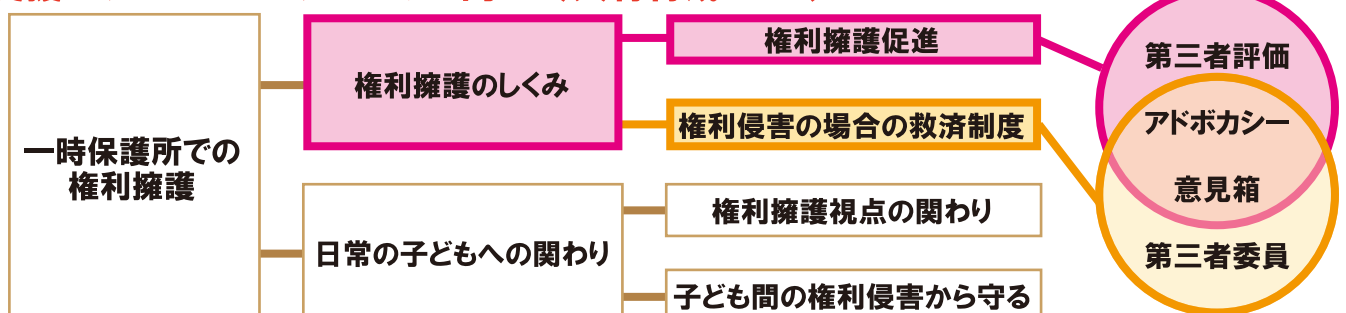 一時保護所での
権利擁護
権利擁護のしくみ
日常の子どもへの関わり
権利擁護促進
権利侵害の場合の救済制度
権利擁護視点の関わり
子ども間の権利侵害から守る
第三者評価
アドボカシー
意見箱
第三者委員